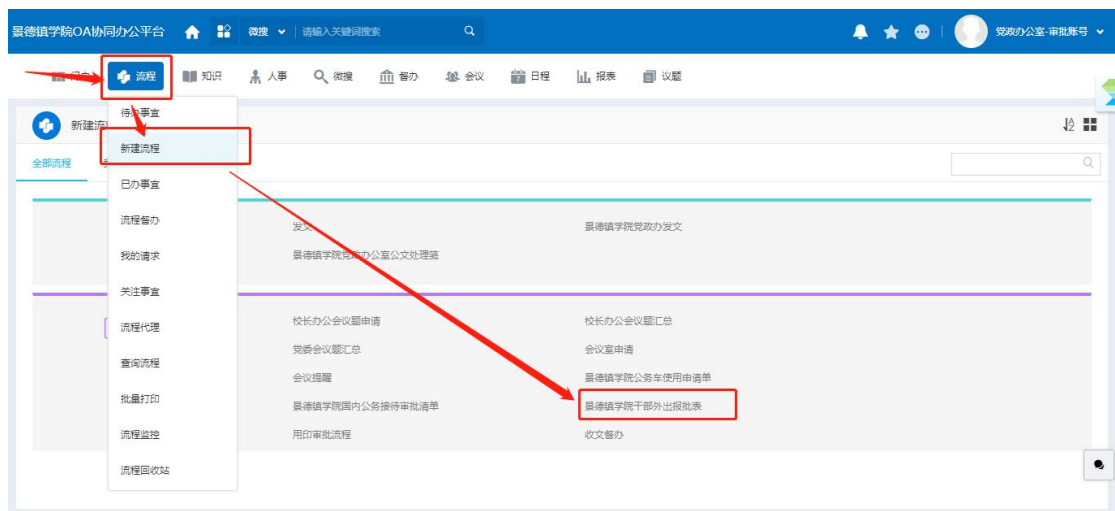 景德镇学院OA协同办公平台 微搜 请输入关键词搜索 党政办公室-审批账号
流程 知识 人事 微搜 督办 会议 日程 报表 议题
新建流
全部流程
待办事宜
新建流程
已办事宜
流程督办
我的请求
关注事宜
流程代理
查询流程
批量打印
流程监控
流程回收站
发文 景德镇学院党政办发文
景德镇学院党政办公室公文处理笺
校长办公会议题申请 校长办公会议题汇总
党委会议题汇总 会议室申请
会议提醒 景德镇学院公务车使用申请单
景德镇学院国内公务接待审批清单 景德镇学院干部外出报批表
用印审批流程 收文督办